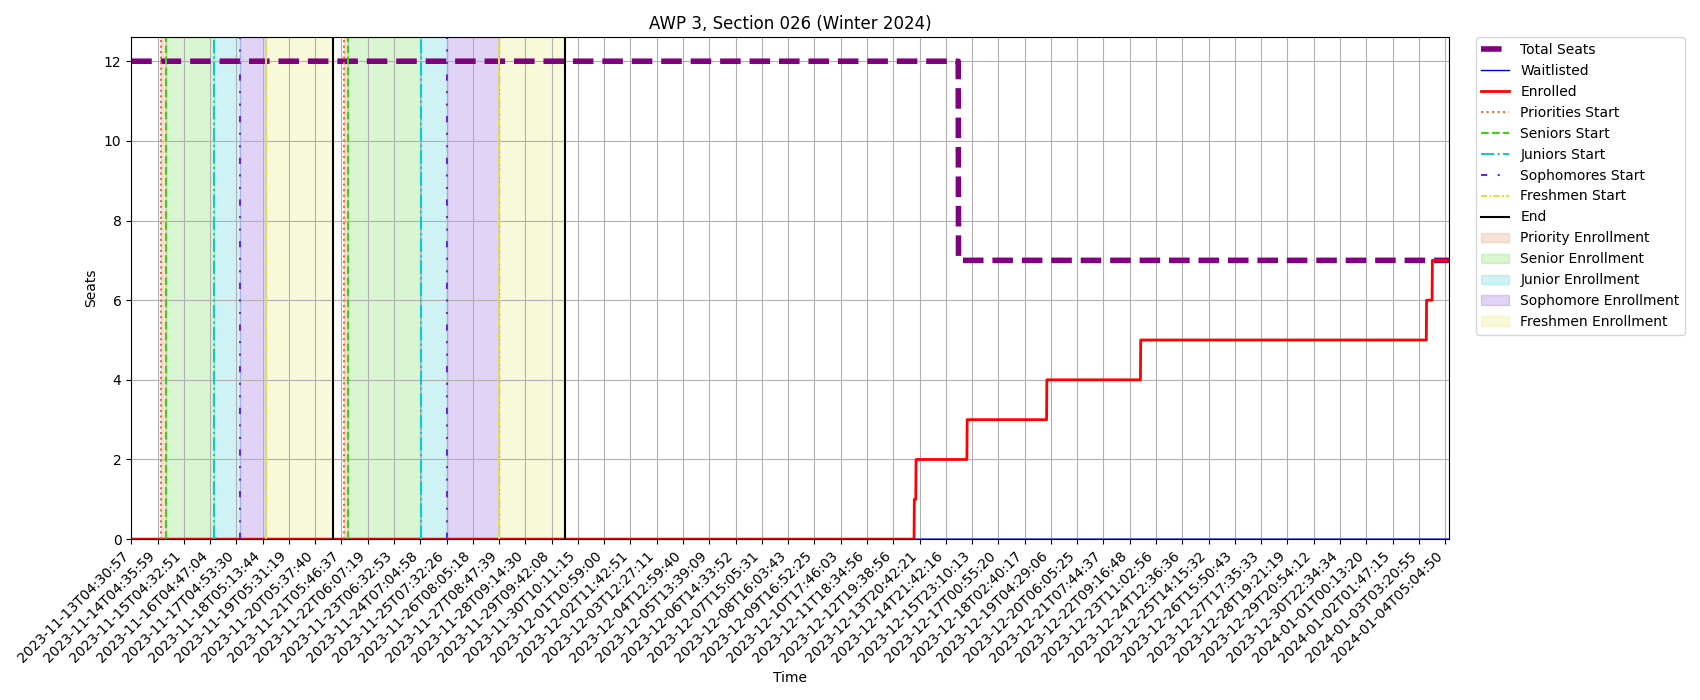 AWP 3, Section 026 (Winter 2024)
Seats
12
10
8
6
4
2
0
2023-11-13T04:30:57
2023-11-14T04:35:59
2023-11-15T04:32:51
2023-11-16T04:47:04
2023-11-17T04:53:30
2023-11-18T05:13:44
2023-11-19T05:31:19
2023-11-20T05:37:40
2023-11-21T05:46:37
2023-11-22T06:07:19
2023-11-23T06:32:53
2023-11-24T07:04:58
2023-11-25T07:32:26
2023-11-26T08:05:18
2023-11-27T08:47:39
2023-11-28T09:14:30
2023-11-29T09:42:08
2023-11-30T10:11:15
2023-12-01T10:59:00
2023-12-02T11:42:51
2023-12-03T12:27:11
2023-12-04T12:59:40
2023-12-05T13:39:09
2023-12-06T14:33:52
2023-12-07T15:05:31
2023-12-08T16:03:43
2023-12-09T16:52:25
2023-12-10T17:46:03
2023-12-11T18:34:56
2023-12-12T19:38:56
2023-12-13T20:42:21
2023-12-14T21:42:16
2023-12-15T23:10:13
2023-12-17T00:55:20
2023-12-18T02:40:17
2023-12-19T04:29:06
2023-12-20T06:05:25
2023-12-21T07:44:37
2023-12-22T09:16:48
2023-12-23T11:02:56
2023-12-24T12:36:36
2023-12-25T14:15:32
2023-12-26T15:50:43
2023-12-27T17:35:33
2023-12-28T19:21:19
2023-12-29T20:54:12
2023-12-30T22:34:34
2024-01-01T00:13:20
2024-01-02T01:47:15
2024-01-03T03:20:55
2024-01-04T05:04:50
Time
Total Seats
Waitlisted
Enrolled
Priorities Start
Seniors Start
Juniors Start
Sophomores Start
Freshmen Start
End
Priority Enrollment
Senior Enrollment
Junior Enrollment
Sophomore Enrollment
Freshmen Enrollment